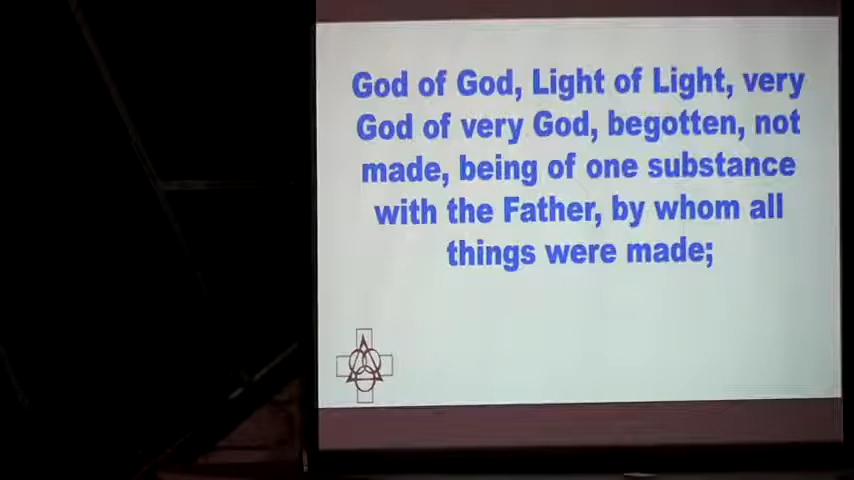 God of God, Light of Light, very
God of very God, begotten, not
made, being of one substance
with the Father, by whom all
things were made;